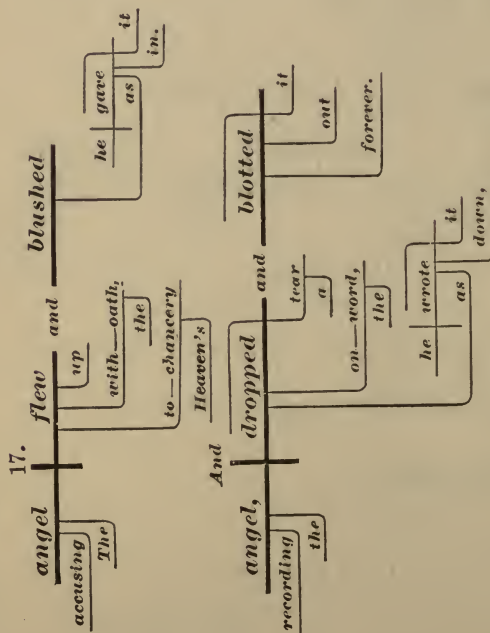 17.
angel flew and blushed
accusing
The
up
with—oath,
the
to—chancery
Heaven's
he gave it
as
in.
And
angel, dropped and blotted
recording
the
tear
a
on—word,
the
he wrote it
as
down,
it
out
forever.